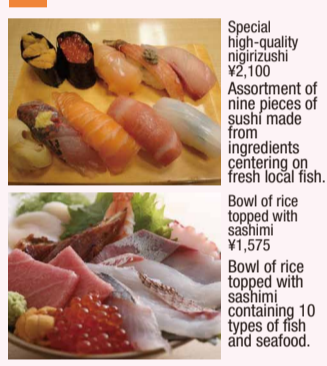 Special
high-quality
nigirizushi
¥2,100
Assortment of
nine pieces of
sushi made
from
ingredients
centering on
fresh local fish.
Bowl of rice
topped with
sashimi
¥1,575
Bowl of rice
topped with
sashimi
containing 10
types of fish
and seafood.